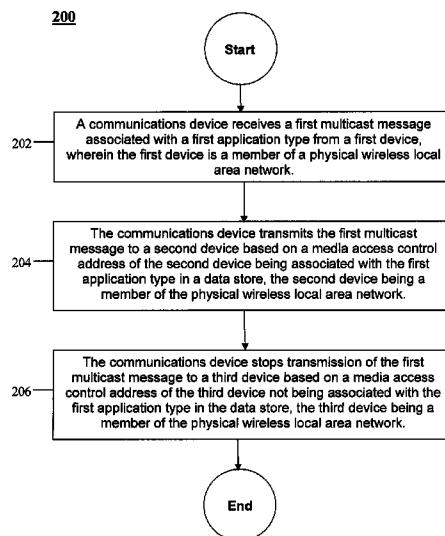 200
Start
A communications device receives a first multicast message
associated with a first application type from a first device,
wherein the first device is a member of a physical wireless local
area network.
202
The communications device transmits the first multicast
message to a second device based on a media access control
address of the second device being associated with the first
application type in a data store, the second device being a
member of the physical wireless local area network.
204
The communications device stops transmission of the first
multicast message to a third device based on a media access
control address of the third device not being associated with the
first application type in the data store, the third device being a
member of the physical wireless local area network.
206
End